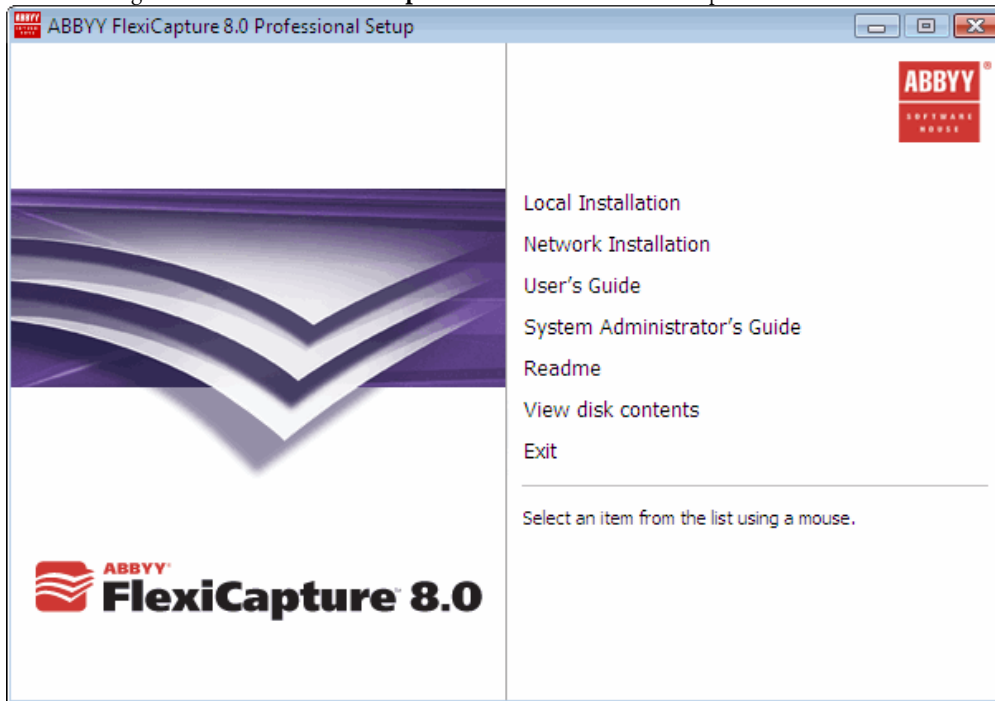 ABBYY FlexiCapture 8.0 Professional Setup
ABBYY
SOFTWARE
HOUSE
Local Installation
Network Installation
User's Guide
System Administrator's Guide
Readme
View disk contents
Exit
Select an item from the list using a mouse.
ABBYY
FlexiCapture 8.0